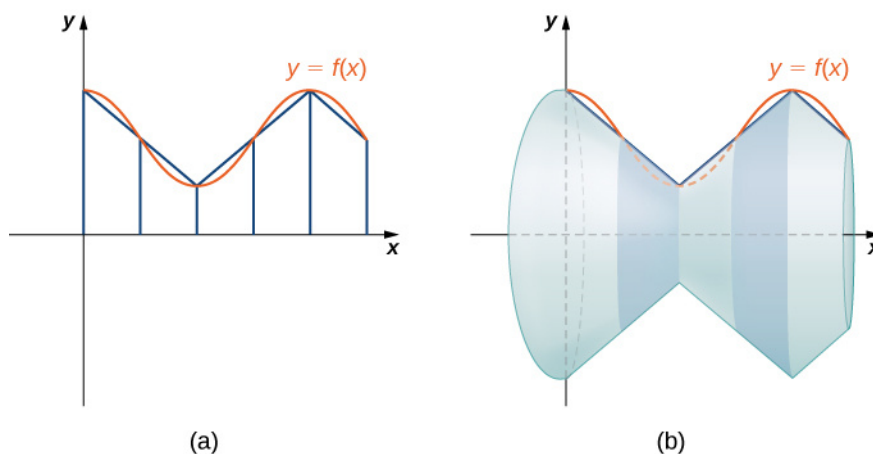 y
y = f(x)
x
(a)
y
y = f(x)
x
(b)